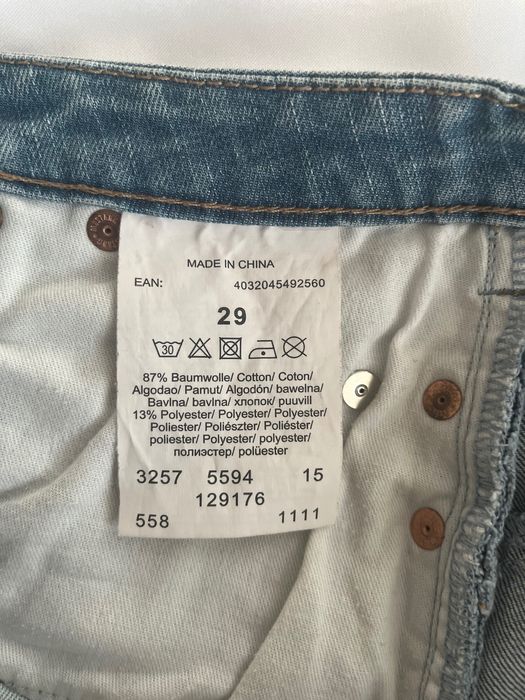 MADE IN CHINA
EAN: 4032045492560
29
30
87% Baumwolle/ Cotton/ Coton/
Algodao/ Pamut/ Algodón/ bawelna/
Bavlna/ bavlna/ хлопок/ puuvill
13% Polyester/ Polyester/ Polyester/
Poliester/ Poliészter/ Poliéster/
poliester/ Polyester/ polyester/
полиэстер/ polüester
3257 5594 15
129176
558 1111